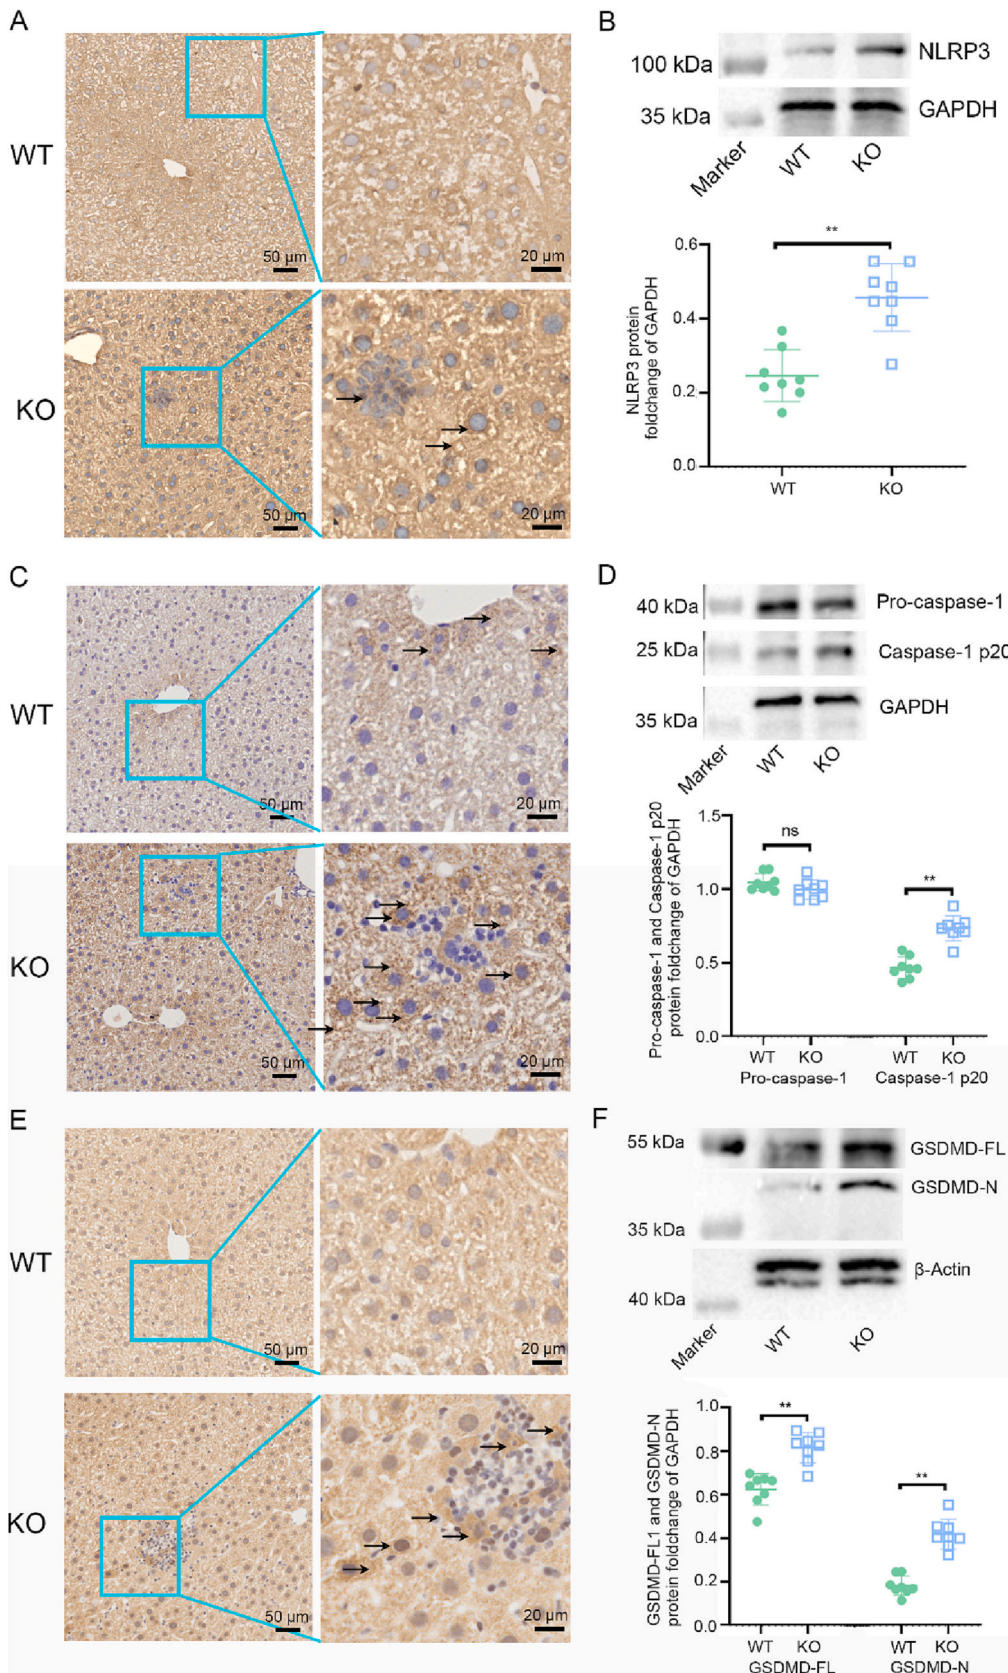 A
WT
50 µm
20 µm
KO
50 µm
20 µm
B
100 kDa
NLRP3
35 kDa
GAPDH
Marker
WT
KO
NLRP3 protein
foldchange of GAPDH
0.6
0.4
0.2
0.0
**
WT
KO
C
WT
50 µm
20 µm
KO
50 µm
20 µm
D
40 kDa
Pro-caspase-1
25 kDa
Caspase-1 p20
35 kDa
GAPDH
Marker
WT
KO
Pro-caspase-1 and Caspase-1 p20
protein foldchange of GAPDH
1.5
1.0
0.5
0.0
ns
**
WT KO WT KO
Pro-caspase-1 Caspase-1 p20
E
WT
50 µm
20 µm
KO
50 µm
20 µm
F
55 kDa
GSDMD-FL
GSDMD-N
35 kDa
β-Actin
40 kDa
Marker
WT
KO
GSDMD-FL1 and GSDMD-N
protein foldchange of GAPDH
1.0
0.8
0.6
0.4
0.2
0.0
**
**
WT KO WT KO
GSDMD-FL GSDMD-N